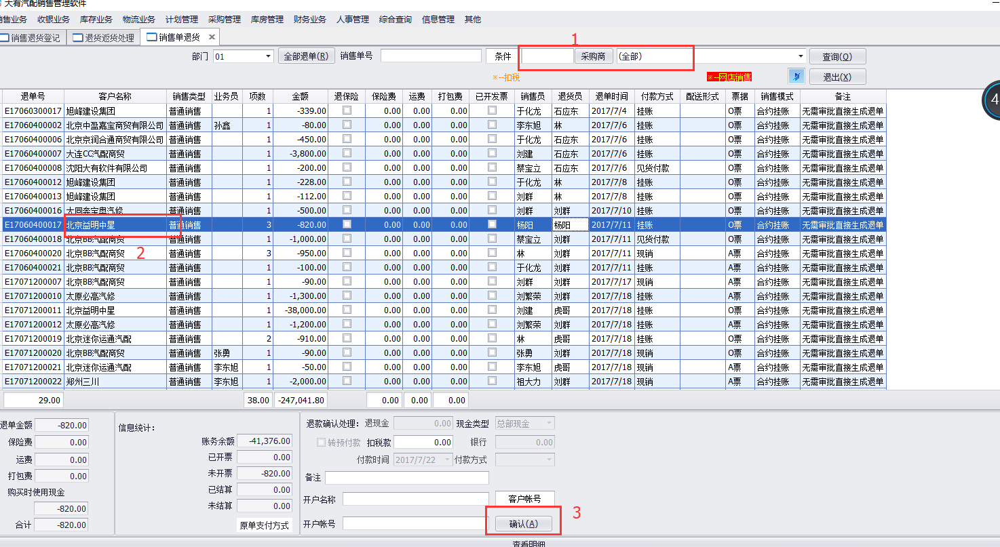 大有汽配销售管理软件
销售业务 收银业务 库存业务 物流业务 计划管理 采购管理 库房管理 财务业务 人事管理 综合查询 信息管理 其他
销售退货登记 退货返货处理 销售单退货 ×
1
部门 01 全部退单(R) 销售单号 条件 采购商 (全部) 查询(Q)
※--扣税 ※--网店销售 退出(X)
4
退单号 客户名称 销售类型 业务员 项数 金额 退保险 保险费 运费 打包费 已开发票 销售员 退货员 退单时间 付款方式 配送形式 票据 销售模式 备注
E17060300017 旭峰建设集团 普通销售 1 -339.00 0.00 0.00 0.00 于化龙 石应东 2017/7/4 挂账 O票 合约挂账 无需审批直接生成退单
E17060400002 北京中盈嘉宝商贸有限公司 普通销售 孙鑫 1 -80.00 0.00 0.00 0.00 李东旭 林 2017/7/6 挂账 O票 合约挂账 无需审批直接生成退单
E17060400006 北京京润合通商贸有限公司 普通销售 1 -450.00 0.00 0.00 0.00 于化龙 石应东 2017/7/6 挂账 O票 合约挂账 无需审批直接生成退单
E17060400007 大连CC汽配商贸 普通销售 1 -3,800.00 0.00 0.00 0.00 刘建 石应东 2017/7/6 挂账 O票 合约挂账 无需审批直接生成退单
E17060400008 沈阳大有软件有限公司 普通销售 1 -200.00 0.00 0.00 0.00 蔡宝立 石应东 2017/7/6 见货付款 O票 合约挂账 无需审批直接生成退单
E17060400012 旭峰建设集团 普通销售 1 -228.00 0.00 0.00 0.00 于化龙 林 2017/7/8 挂账 O票 合约挂账 无需审批直接生成退单
E17060400013 旭峰建设集团 普通销售 1 -112.00 0.00 0.00 0.00 刘群 林 2017/7/8 挂账 O票 合约挂账 无需审批直接生成退单
E17060400016 大同奔宝奥汽修 普通销售 1 -500.00 0.00 0.00 0.00 刘群 刘群 2017/7/10 挂账 O票 合约挂账 无需审批直接生成退单
E17060400017 北京益明中星 普通销售 3 -820.00 0.00 0.00 0.00 杨阳 杨阳 2017/7/11 挂账 O票 合约挂账 无需审批直接生成退单
E17060400018 北京BB汽配商贸 普通销售 1 -1,000.00 0.00 0.00 0.00 蔡宝立 刘群 2017/7/11 见货付款 O票 合约挂账 无需审批直接生成退单
E17060400020 北京BB汽配商贸 普通销售 3 -950.00 0.00 0.00 0.00 林 刘群 2017/7/11 现销 A票 合约挂账 无需审批直接生成退单
2
E17060400021 北京BB汽配商贸 普通销售 1 -100.00 0.00 0.00 0.00 于化龙 刘群 2017/7/11 挂账 A票 合约挂账 无需审批直接生成退单
E17071200007 北京BB汽配商贸 普通销售 1 -90.00 0.00 0.00 0.00 刘群 刘群 2017/7/17 现销 A票 合约挂账 无需审批直接生成退单
E17071200010 太原必高汽修 普通销售 1 -1,300.00 0.00 0.00 0.00 刘繁荣 刘群 2017/7/18 挂账 A票 合约挂账 无需审批直接生成退单
E17071200011 北京益明中星 普通销售 1 -38,000.00 0.00 0.00 0.00 刘建 虎哥 2017/7/18 挂账 O票 合约挂账 无需审批直接生成退单
E17071200012 太原必高汽修 普通销售 1 -1,200.00 0.00 0.00 0.00 刘繁荣 刘群 2017/7/18 挂账 A票 合约挂账 无需审批直接生成退单
E17071200019 北京迷你运通汽配 普通销售 2 -910.00 0.00 0.00 0.00 林 虎哥 2017/7/18 挂账 O票 合约挂账 无需审批直接生成退单
E17071200020 北京BB汽配商贸 普通销售 张勇 1 -90.00 0.00 0.00 0.00 张勇 刘群 2017/7/18 现销 O票 合约挂账 无需审批直接生成退单
E17071200021 北京迷你运通汽配 普通销售 李东旭 1 -50.00 0.00 0.00 0.00 李东旭 虎哥 2017/7/18 现销 A票 合约挂账 无需审批直接生成退单
E17071200022 郑州三川 普通销售 李东旭 1 -2,000.00 0.00 0.00 0.00 祖大力 刘群 2017/7/18 现销 A票 合约挂账 无需审批直接生成退单
29.00 38.00 -247,041.80 0.00 0.00 0.00
退单金额 -820.00
保险费 0.00
运费 0.00
打包费 0.00
购买时使用现金
-820.00
合计 -820.00
信息统计：
账务余额 -41,376.00
已开票 0.00
未开票 -820.00
已结算 0.00
未结算 0.00
原单支付方式
退款确认处理： 退现金 0.00 现金类型 总部现金
转预付款 扣税款 0.00 银行 0.00
付款时间 2017/7/22 付款方式
备注
开户名称 客户帐号
开户帐号 确认(A)
3
查看明细